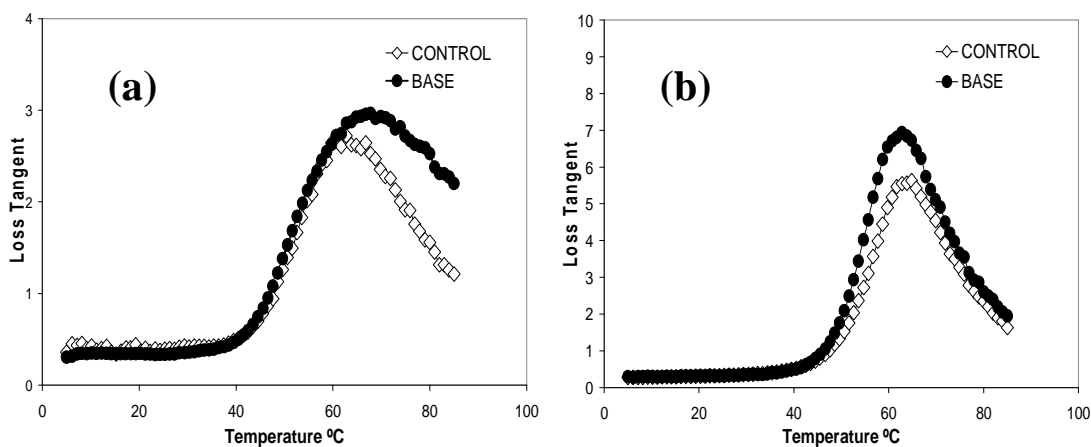 (a)
CONTROL
BASE
4
3
2
1
0
0 20 40 60 80 100
Loss Tangent
Temperature ºC
(b)
CONTROL
BASE
10
9
8
7
6
5
4
3
2
1
0
0 20 40 60 80 100
Loss Tangent
Temperature ºC